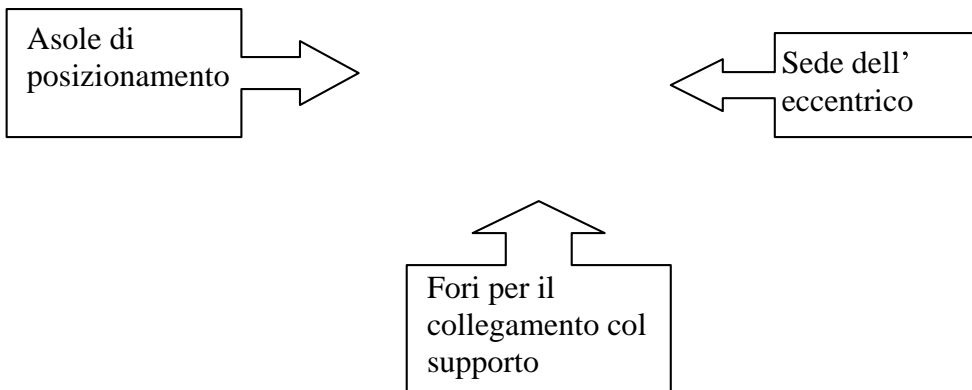 Asole di
posizionamento
Sede dell’
eccentrico
Fori per il
collegamento col
supporto